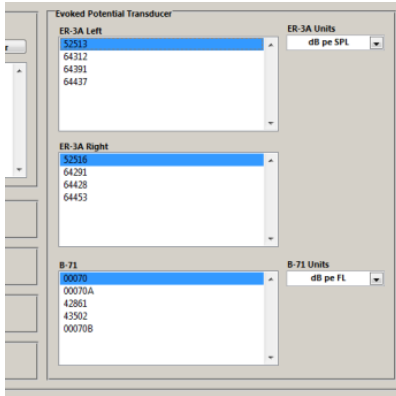 Evoked Potential Transducer
ER-3A Left
52513
64312
64391
64437
ER-3A Units
dB pe SPL
ER-3A Right
52516
64291
64428
64453
B-71
00070
00070A
42861
43502
00070B
B-71 Units
dB pe FL
r